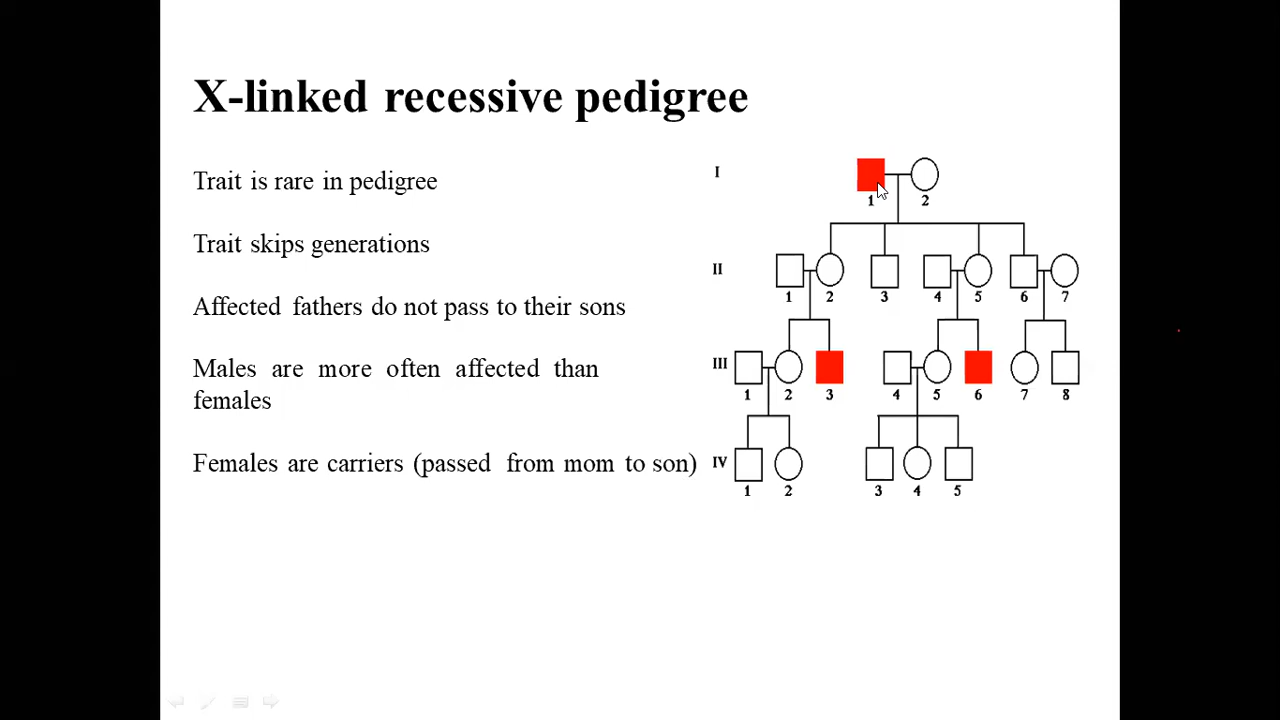 X-linked recessive pedigree
Trait is rare in pedigree
Trait skips generations
Affected fathers do not pass to their sons
Males are more often affected than
females
Females are carriers (passed from mom to son)
I
1 2
II
1 2 3 4 5 6 7
III
1 2 3 4 5 6 7 8
IV
1 2 3 4 5